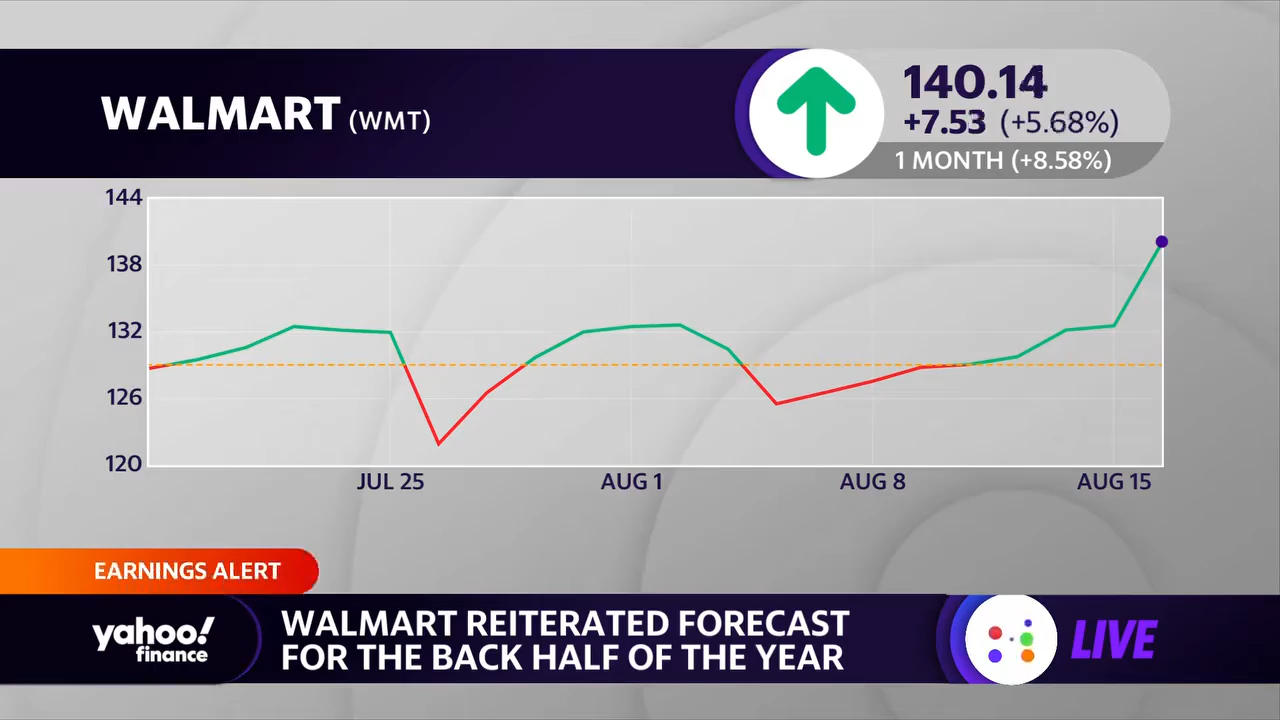 WALMART (WMT)
140.14
+7.53 (+5.68%)
1 MONTH (+8.58%)
144
138
132
126
120
JUL 25
AUG 1
AUG 8
AUG 15
EARNINGS ALERT
yahoo!
finance
WALMART REITERATED FORECAST
FOR THE BACK HALF OF THE YEAR
LIVE